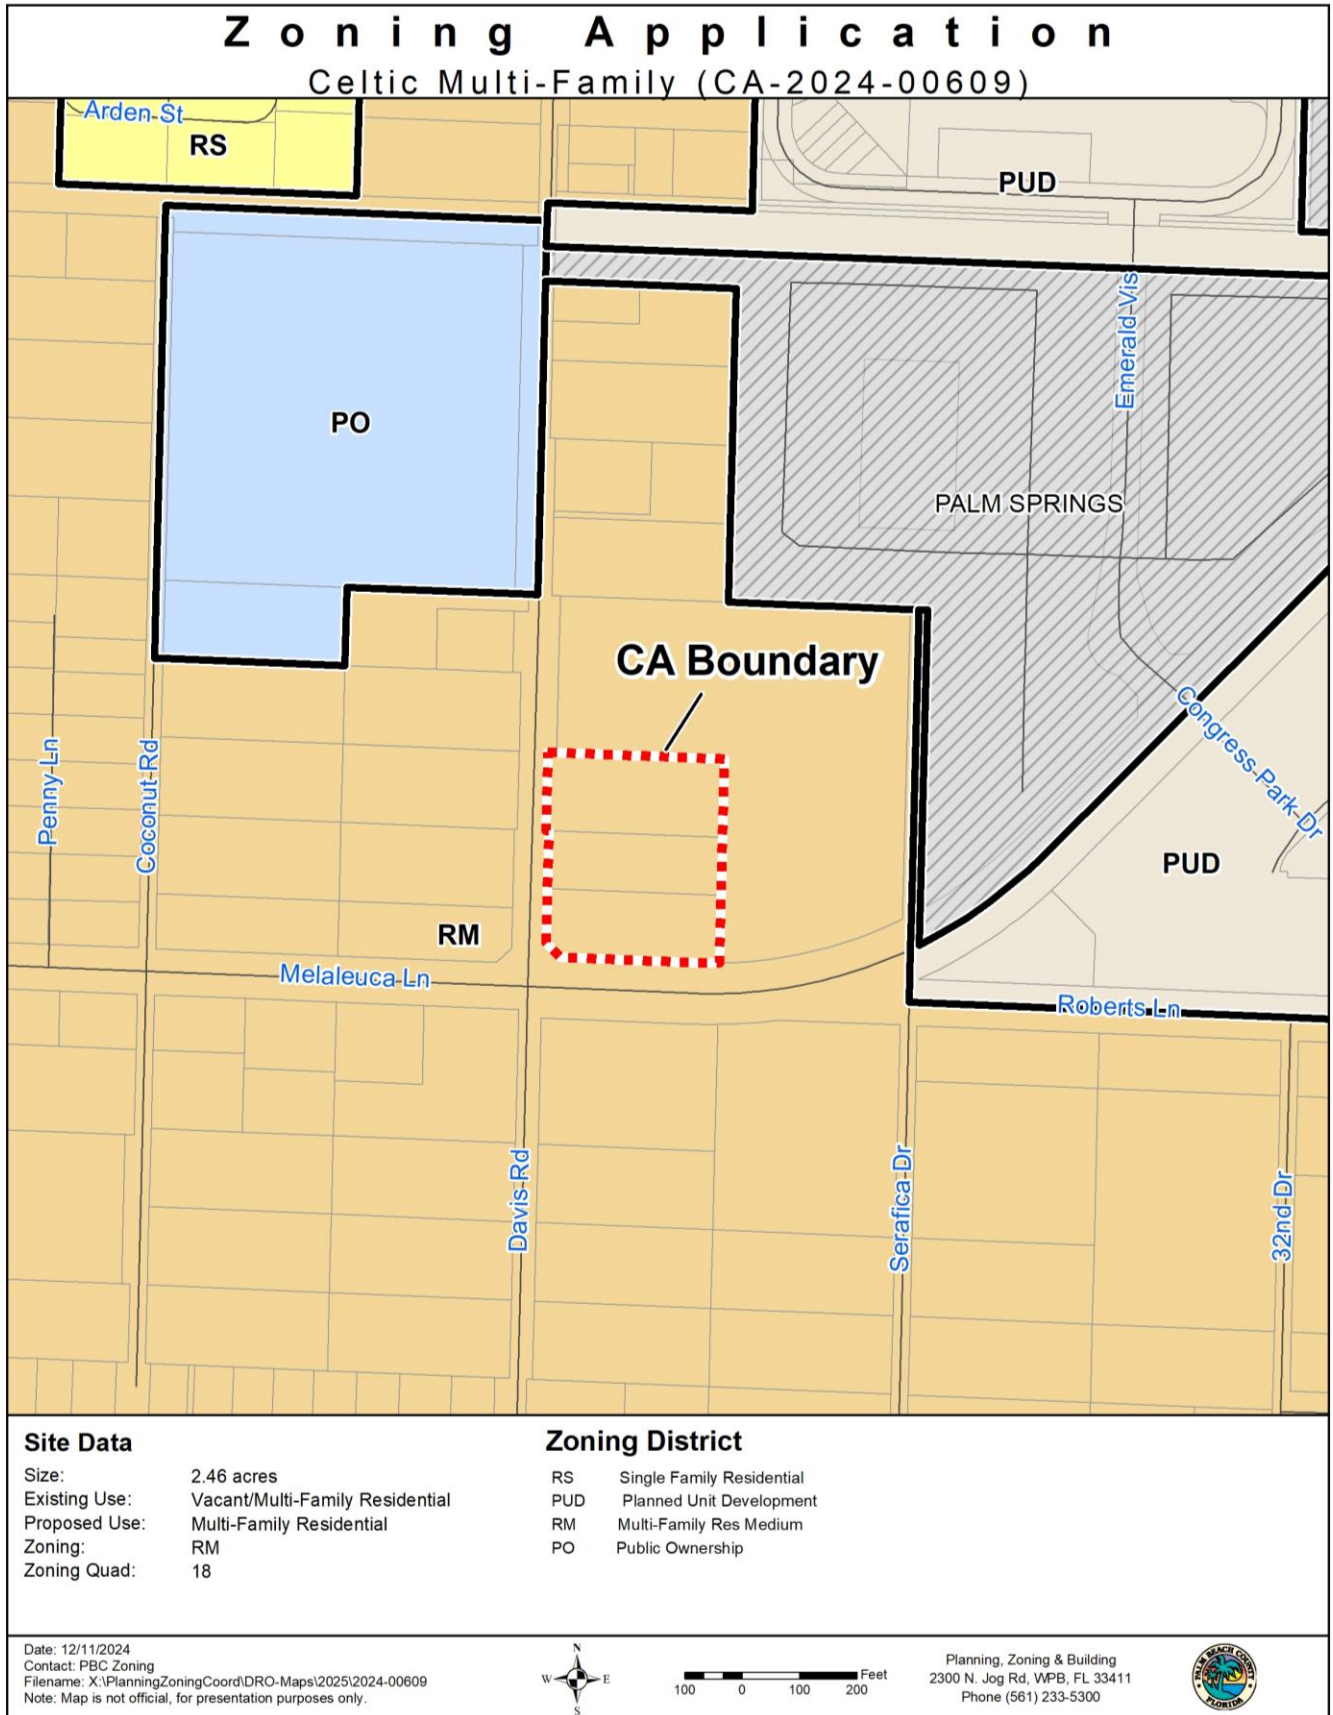 Zoning Application
Celtic Multi-Family (CA-2024-00609)
Arden St
RS
PUD
Emerald Vis
PO
PALM SPRINGS
CA Boundary
Congress Park Dr
Penny Ln
Coconut Rd
PUD
RM
Melaleuca Ln
Roberts Ln
Davis Rd
Serafica Dr
32nd Dr
Site Data
Size: 2.46 acres
Existing Use: Vacant/Multi-Family Residential
Proposed Use: Multi-Family Residential
Zoning: RM
Zoning Quad: 18
Zoning District
RS Single Family Residential
PUD Planned Unit Development
RM Multi-Family Res Medium
PO Public Ownership
Date: 12/11/2024
Contact: PBC Zoning
Filename: X:\PlanningZoningCoord\DRO-Maps\2025\2024-00609
Note: Map is not official, for presentation purposes only.
N
W E
S
Feet
100 0 100 200
Planning, Zoning & Building
2300 N. Jog Rd, WPB, FL 33411
Phone (561) 233-5300
PALM BEACH COUNTY
FLORIDA